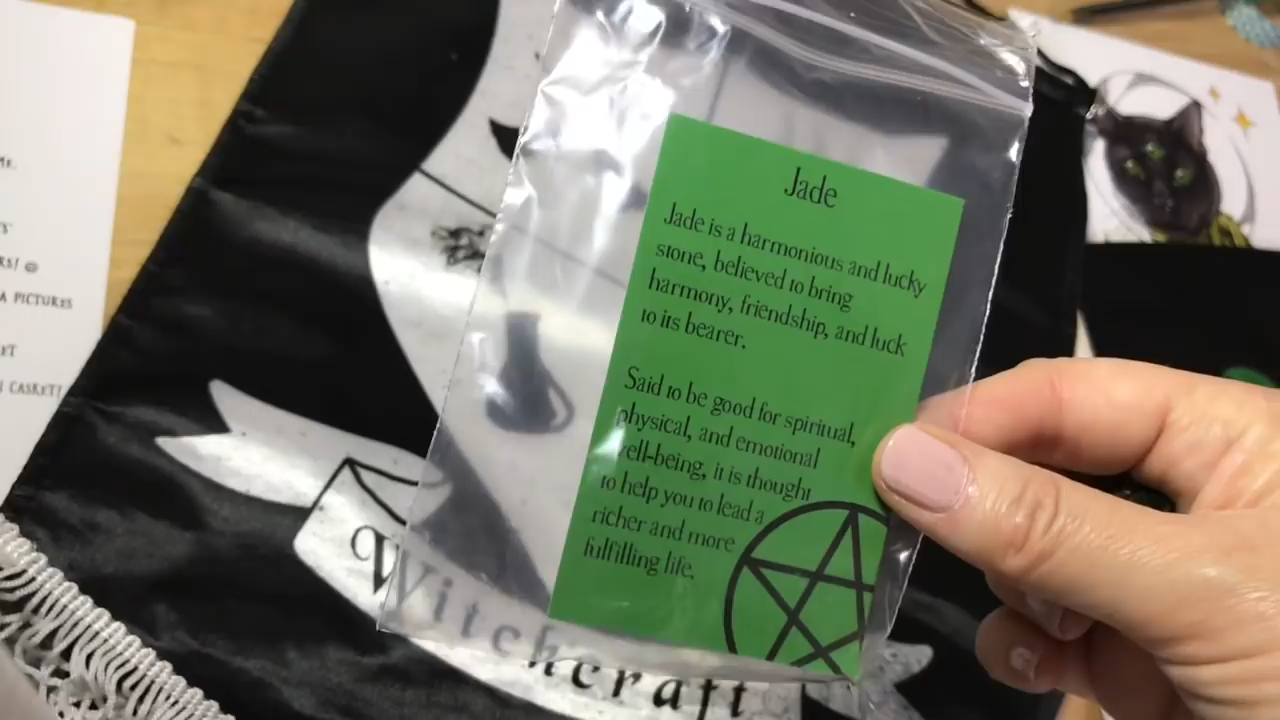 Jade
Jade is a harmonious and lucky
stone, believed to bring
harmony, friendship, and luck
to its bearer.
Said to be good for spiritual,
physical, and emotional
well-being, it is thought
to help you to lead a
richer and more
fulfilling life.
Witchcraft
A PICTURES
CASKET!